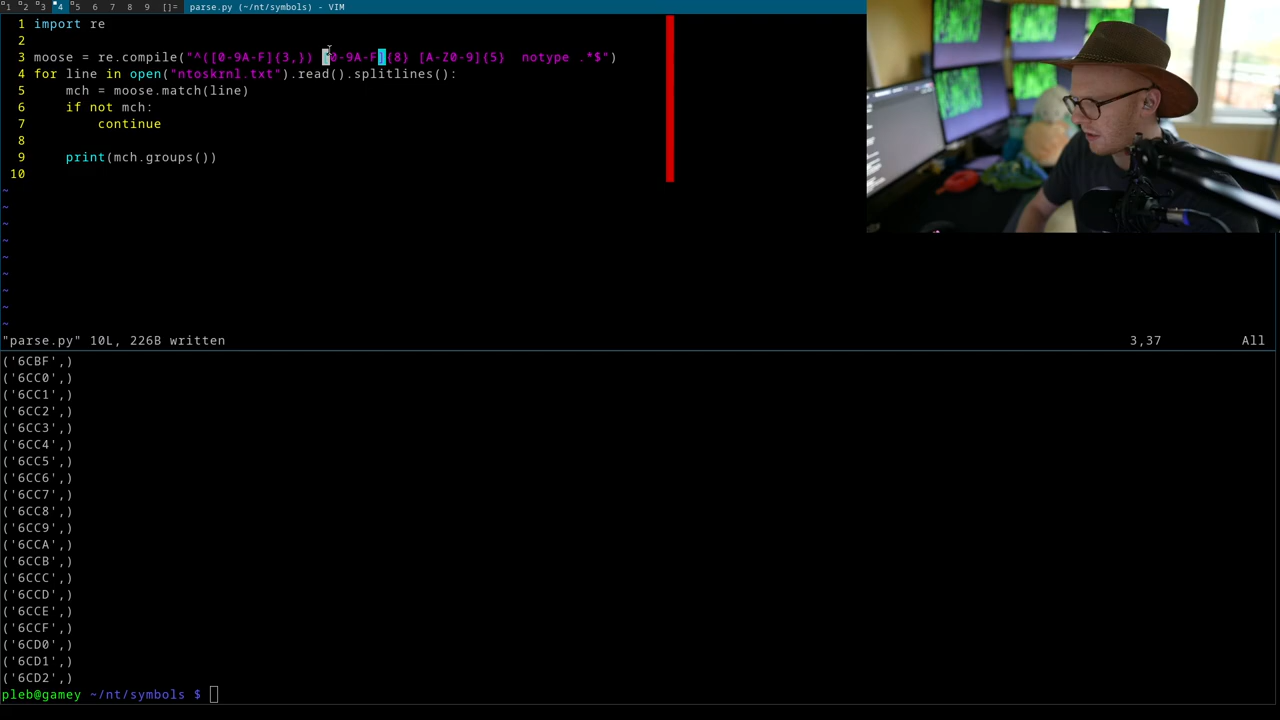 1 2 3 4 5 6 7 8 9 []= parse.py (~/nt/symbols) - VIM
1 import re
2
3 moose = re.compile("^([0-9A-F]{3,}) [0-9A-F]{8} [A-Z0-9]{5}  notype .*$")
4 for line in open("ntoskrnl.txt").read().splitlines():
5     mch = moose.match(line)
6     if not mch:
7         continue
8
9     print(mch.groups())
10
~
~
~
~
~
~
~
~
~
"parse.py" 10L, 226B written 3,37 All
('6CBF',)
('6CC0',)
('6CC1',)
('6CC2',)
('6CC3',)
('6CC4',)
('6CC5',)
('6CC6',)
('6CC7',)
('6CC8',)
('6CC9',)
('6CCA',)
('6CCB',)
('6CCC',)
('6CCD',)
('6CCE',)
('6CCF',)
('6CD0',)
('6CD1',)
('6CD2',)
pleb@gamey ~/nt/symbols $